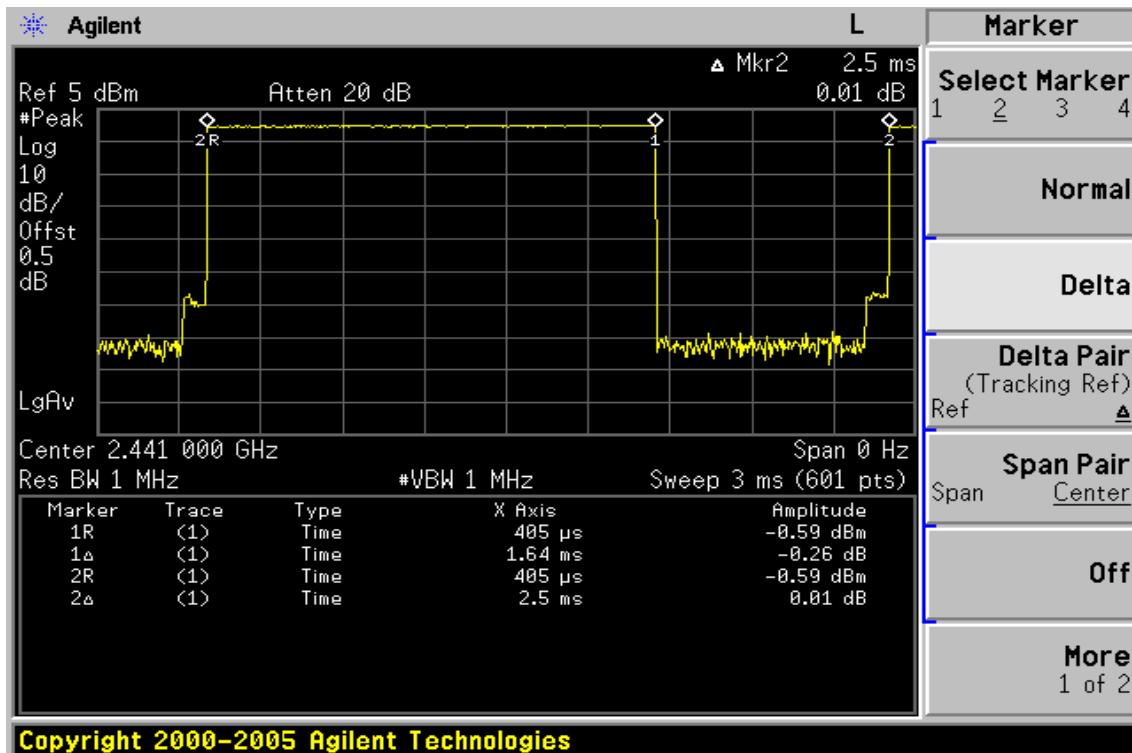 Agilent L Marker
Δ Mkr2 2.5 ms
Ref 5 dBm Atten 20 dB 0.01 dB
#Peak
Log
10
dB/
Offst
0.5
dB
LgAv
2R 1 2
Center 2.441 000 GHz Span 0 Hz
Res BW 1 MHz #VBW 1 MHz Sweep 3 ms (601 pts)
Marker Trace Type X Axis Amplitude
1R (1) Time 405 µs -0.59 dBm
1Δ (1) Time 1.64 ms -0.26 dB
2R (1) Time 405 µs -0.59 dBm
2Δ (1) Time 2.5 ms 0.01 dB
Select Marker
1 2 3 4
Normal
Delta
Delta Pair
(Tracking Ref)
Ref Δ
Span Pair
Span Center
Off
More
1 of 2
Copyright 2000-2005 Agilent Technologies